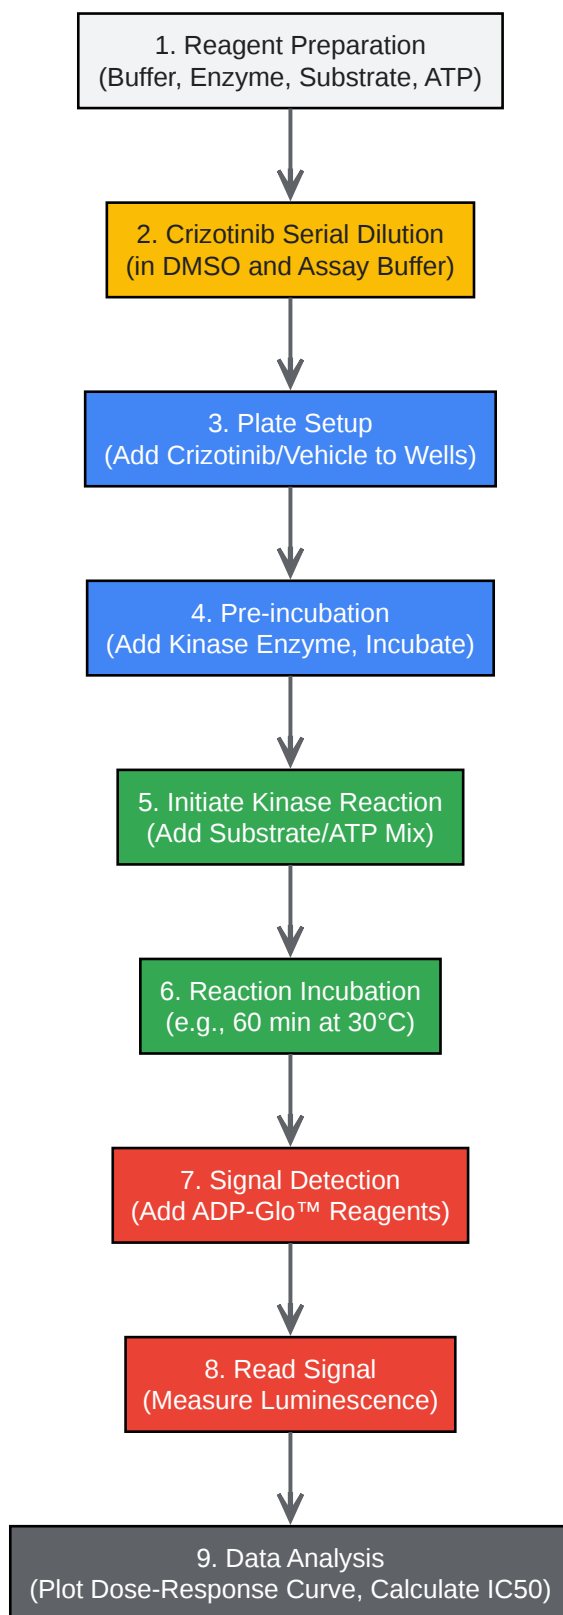 1. Reagent Preparation
(Buffer, Enzyme, Substrate, ATP)
2. Crizotinib Serial Dilution
(in DMSO and Assay Buffer)
3. Plate Setup
(Add Crizotinib/Vehicle to Wells)
4. Pre-incubation
(Add Kinase Enzyme, Incubate)
5. Initiate Kinase Reaction
(Add Substrate/ATP Mix)
6. Reaction Incubation
(e.g., 60 min at 30°C)
7. Signal Detection
(Add ADP-Glo™ Reagents)
8. Read Signal
(Measure Luminescence)
9. Data Analysis
(Plot Dose-Response Curve, Calculate IC50)